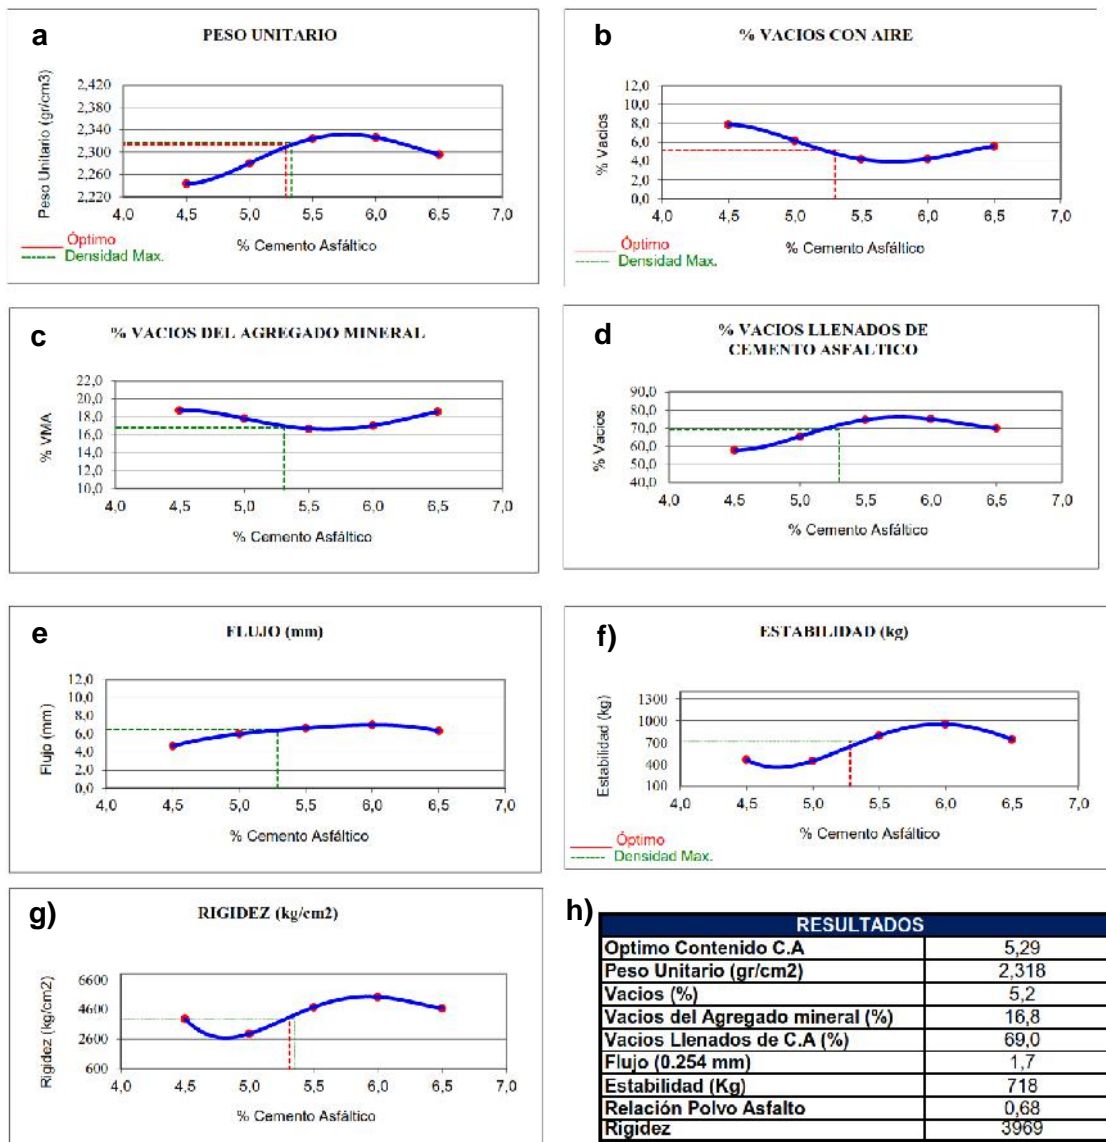 a
PESO UNITARIO
Peso Unitario (gr/cm3)
2,420
2,380
2,340
2,300
2,260
2,220
4,0 4,5 5,0 5,5 6,0 6,5 7,0
% Cemento Asfáltico
Óptimo
Densidad Max.
b
% VACIOS CON AIRE
% Vacios
12,0
10,0
8,0
6,0
4,0
2,0
0,0
4,0 4,5 5,0 5,5 6,0 6,5 7,0
% Cemento Asfáltico
Óptimo
Densidad Max.
c
% VACIOS DEL AGREGADO MINERAL
% VMA
22,0
20,0
18,0
16,0
14,0
12,0
10,0
4,0 4,5 5,0 5,5 6,0 6,5 7,0
% Cemento Asfáltico
d
% VACIOS LLENADOS DE
CEMENTO ASFALTICO
% Vacios
90,0
80,0
70,0
60,0
50,0
40,0
4,0 4,5 5,0 5,5 6,0 6,5 7,0
% Cemento Asfáltico
e
FLUJO (mm)
Flujo (mm)
12,0
10,0
8,0
6,0
4,0
2,0
0,0
4,0 4,5 5,0 5,5 6,0 6,5 7,0
% Cemento Asfáltico
f)
ESTABILIDAD (kg)
Estabilidad (kg)
1300
1000
700
400
100
4,0 4,5 5,0 5,5 6,0 6,5 7,0
% Cemento Asfáltico
Óptimo
Densidad Max.
g)
RIGIDEZ (kg/cm2)
Rigidez (kg/cm2)
6600
4600
2600
600
4,0 4,5 5,0 5,5 6,0 6,5 7,0
% Cemento Asfáltico
h)
RESULTADOS
Optimo Contenido C.A 5,29
Peso Unitario (gr/cm2) 2,318
Vacios (%) 5,2
Vacios del Agregado mineral (%) 16,8
Vacios Llenados de C.A (%) 69,0
Flujo (0.254 mm) 1,7
Estabilidad (Kg) 718
Relación Polvo Asfalto 0,68
Rigidez 3969